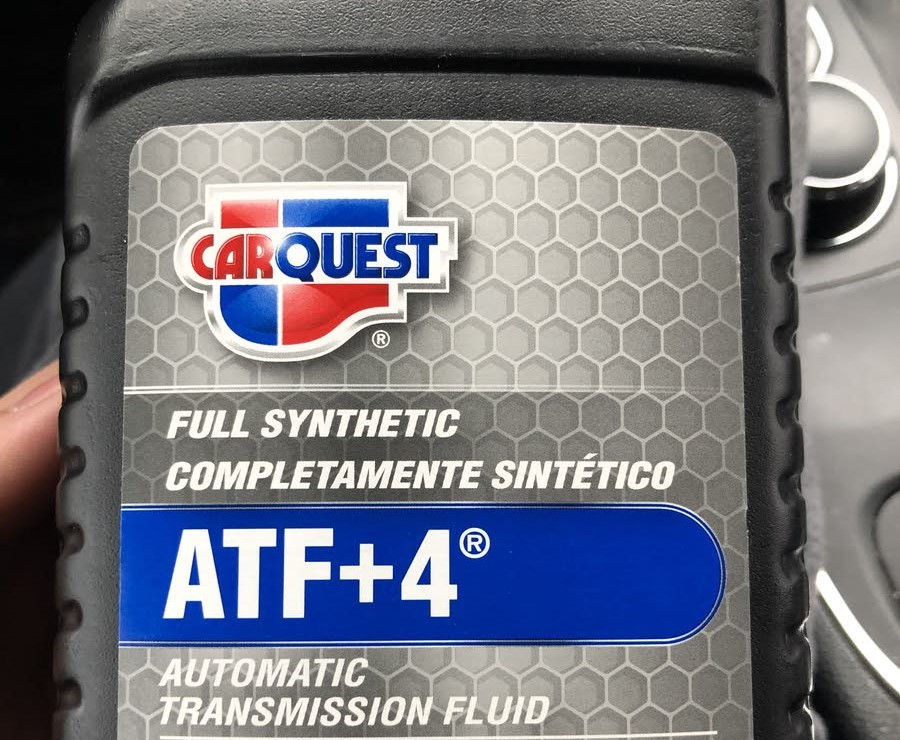 CARQUEST
®
FULL SYNTHETIC
COMPLETAMENTE SINTÉTICO
ATF+4®
AUTOMATIC
TRANSMISSION FLUID